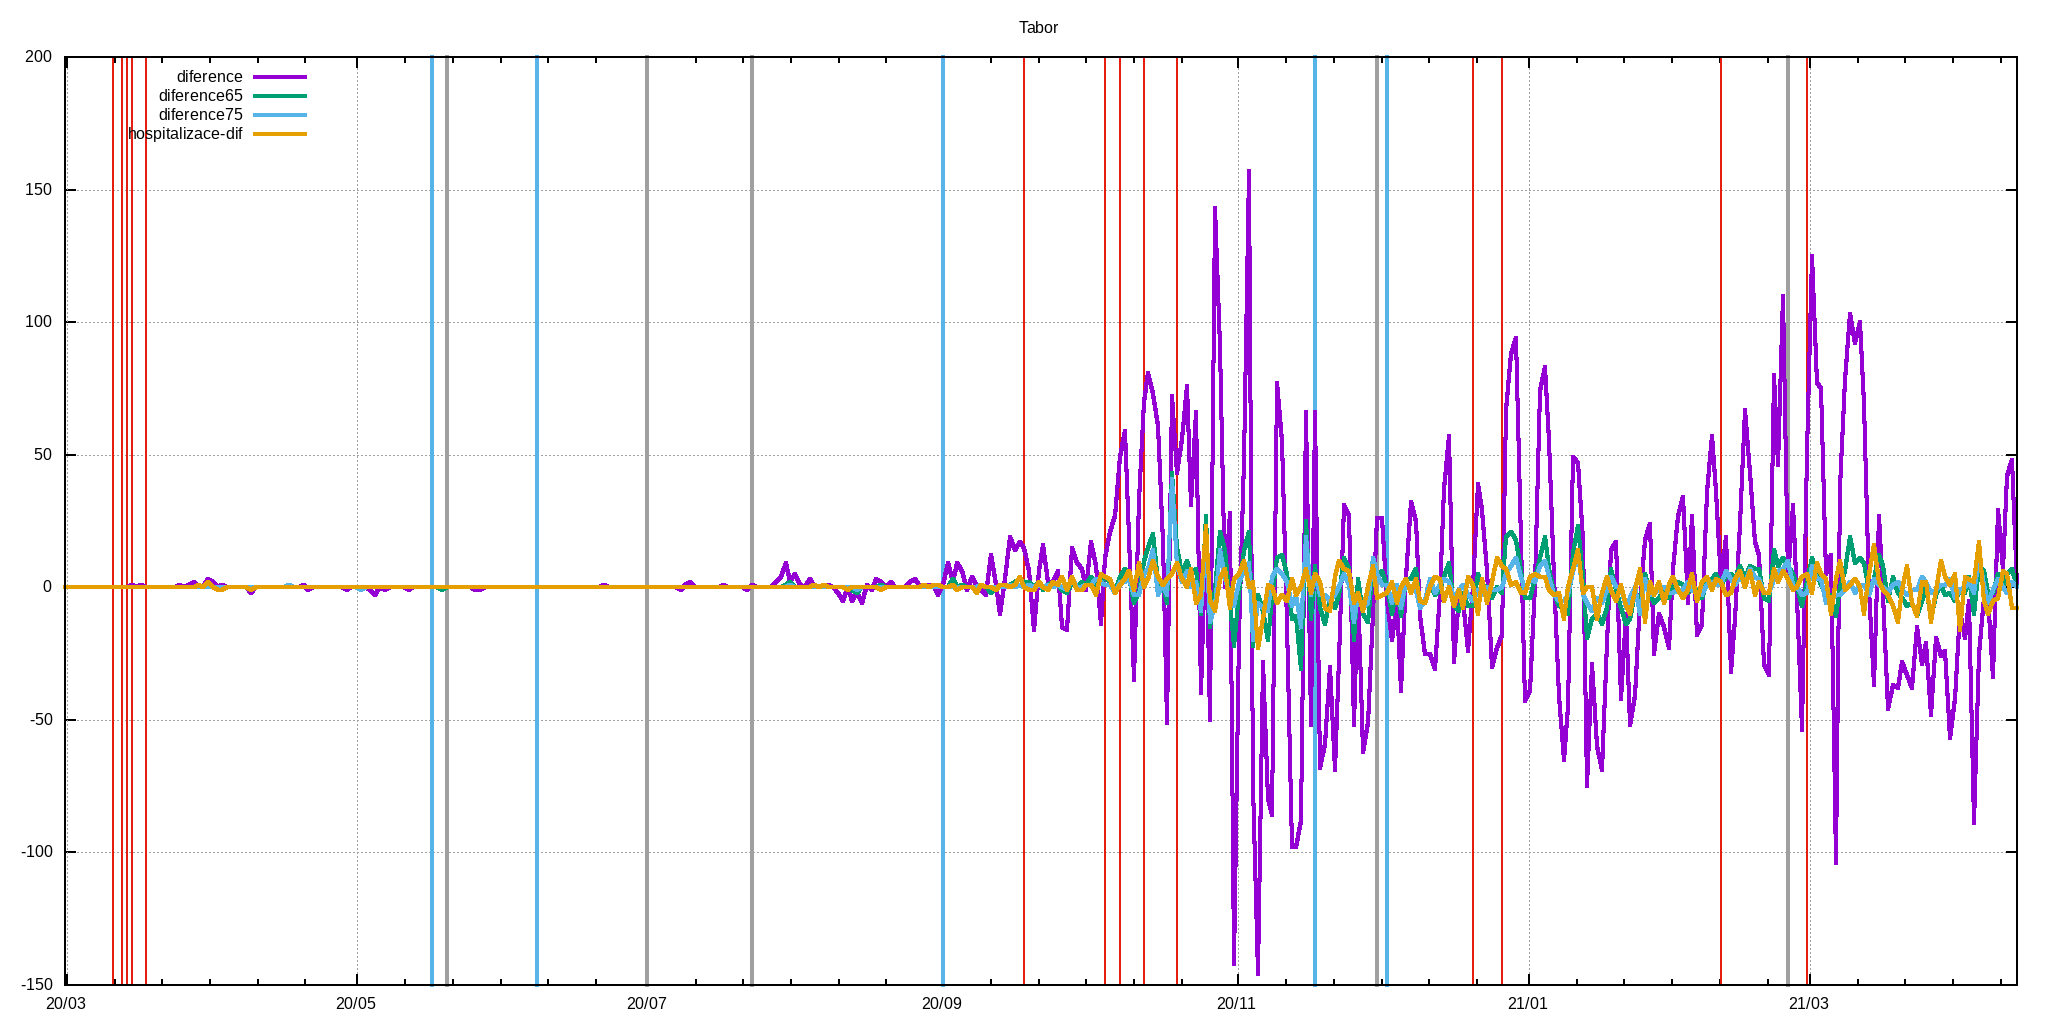 Tabor
200
150
100
50
0
-50
-100
-150
diference
diference65
diference75
hospitalizace-dif
20/03 20/05 20/07 20/09 20/11 21/01 21/03